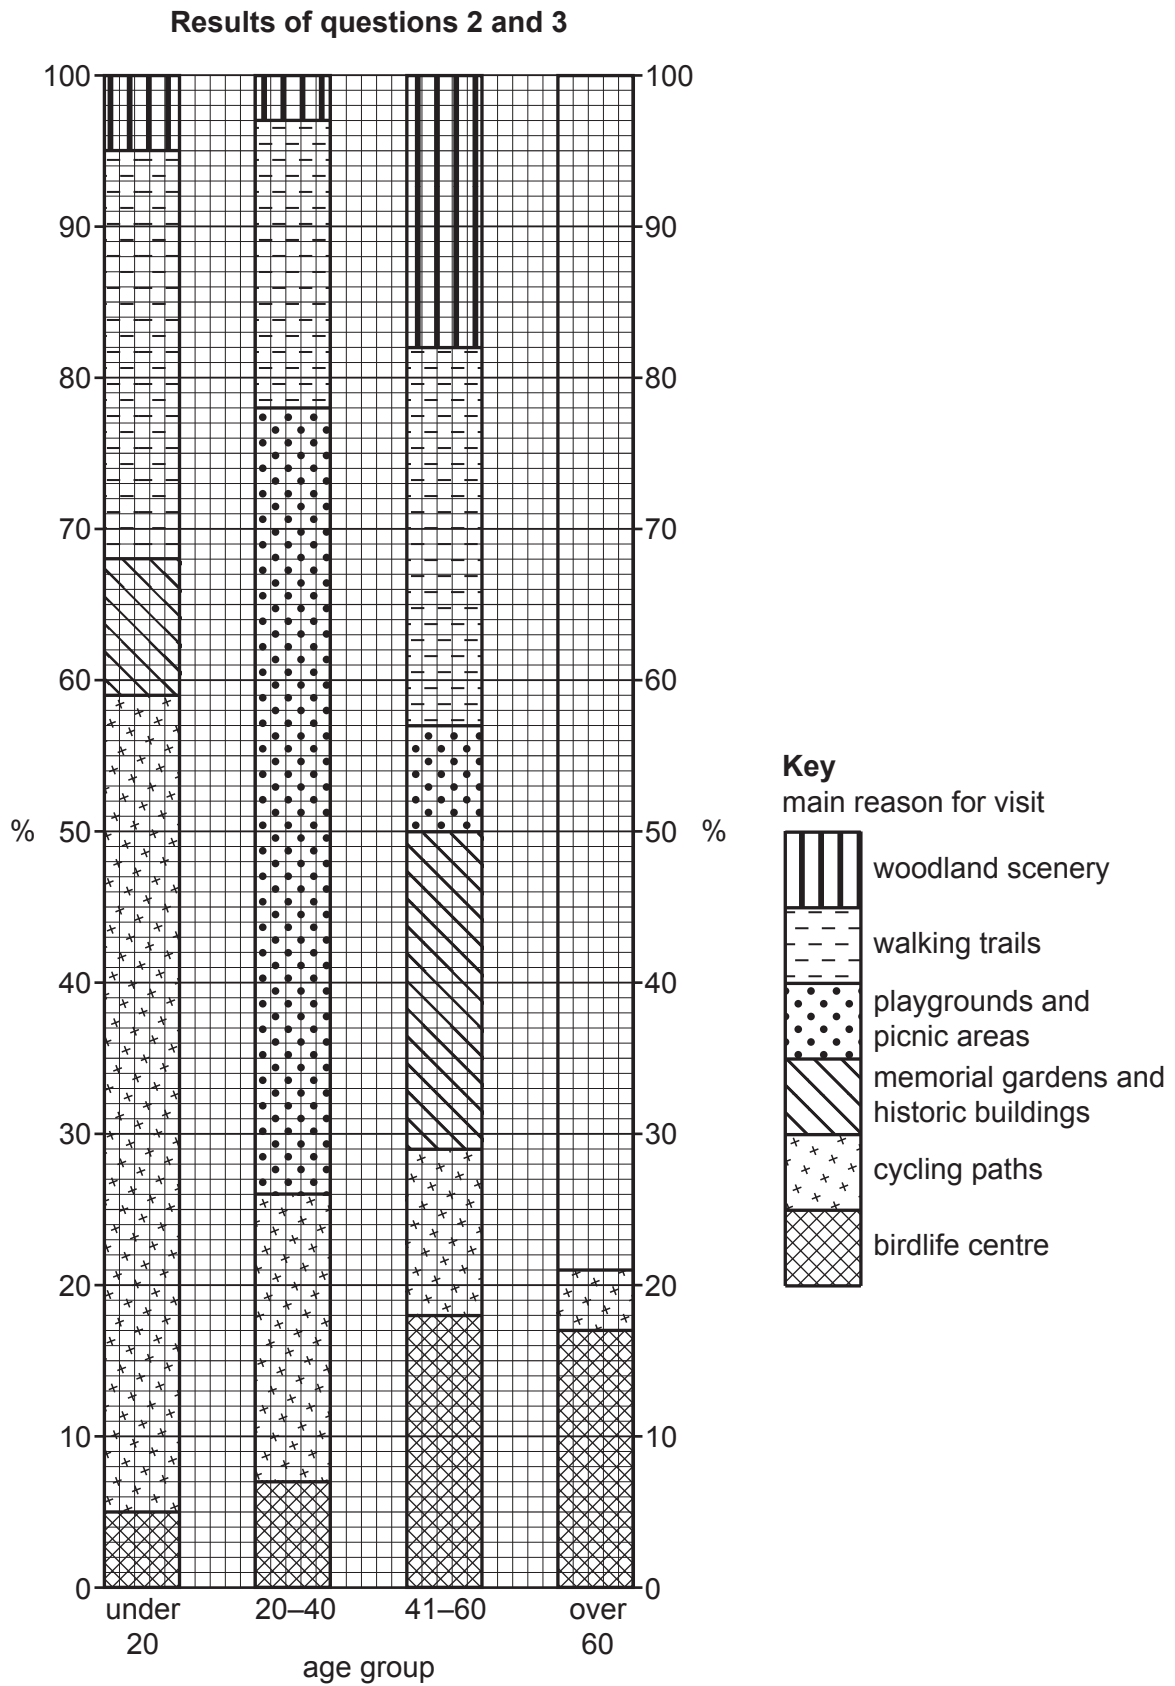 Results of questions 2 and 3
100
90
80
70
60
50
40
30
20
10
0
%
100
90
80
70
60
50
40
30
20
10
0
%
under
20
20–40
41–60
over
60
age group
Key
main reason for visit
woodland scenery
walking trails
playgrounds and
picnic areas
memorial gardens and
historic buildings
cycling paths
birdlife centre